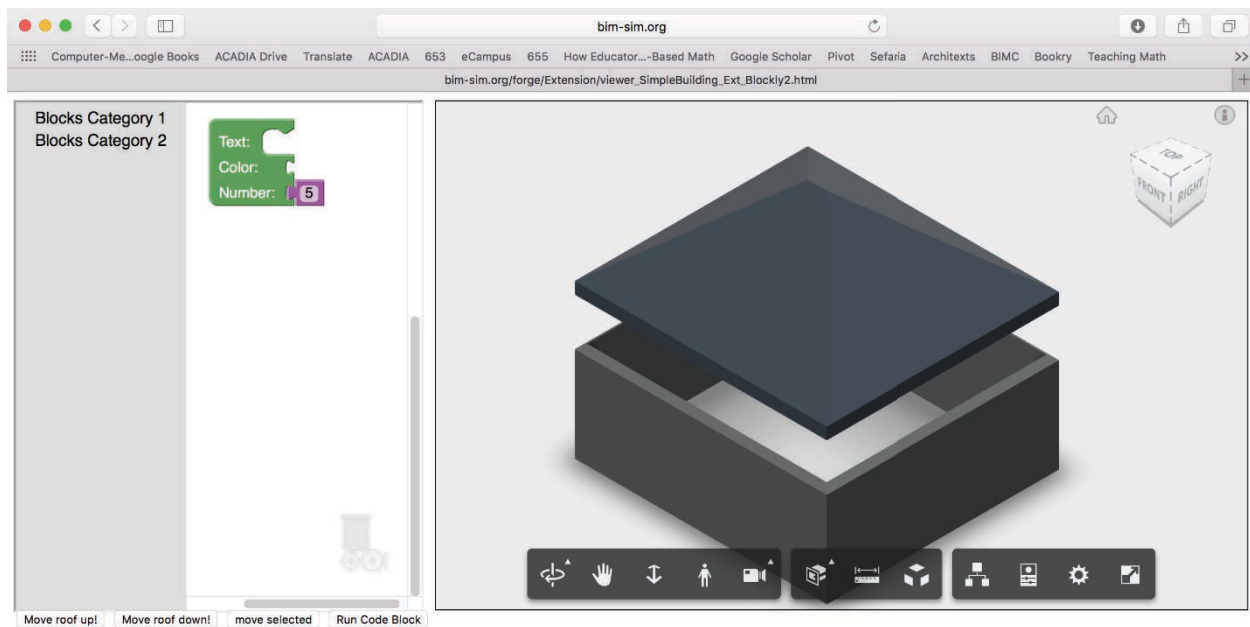 bim-sim.org
Computer-Me...oogle Books ACADIA Drive Translate ACADIA 653 eCampus 655 How Educator...-Based Math Google Scholar Pivot Sefaria Architexts BIMC Bookry Teaching Math >>
bim-sim.org/forge/Extension/viewer_SimpleBuilding_Ext_Blockly2.html
Blocks Category 1
Blocks Category 2
Text:
Color:
Number: 5
TOP
FRONT RIGHT
Move roof up! Move roof down! move selected Run Code Block